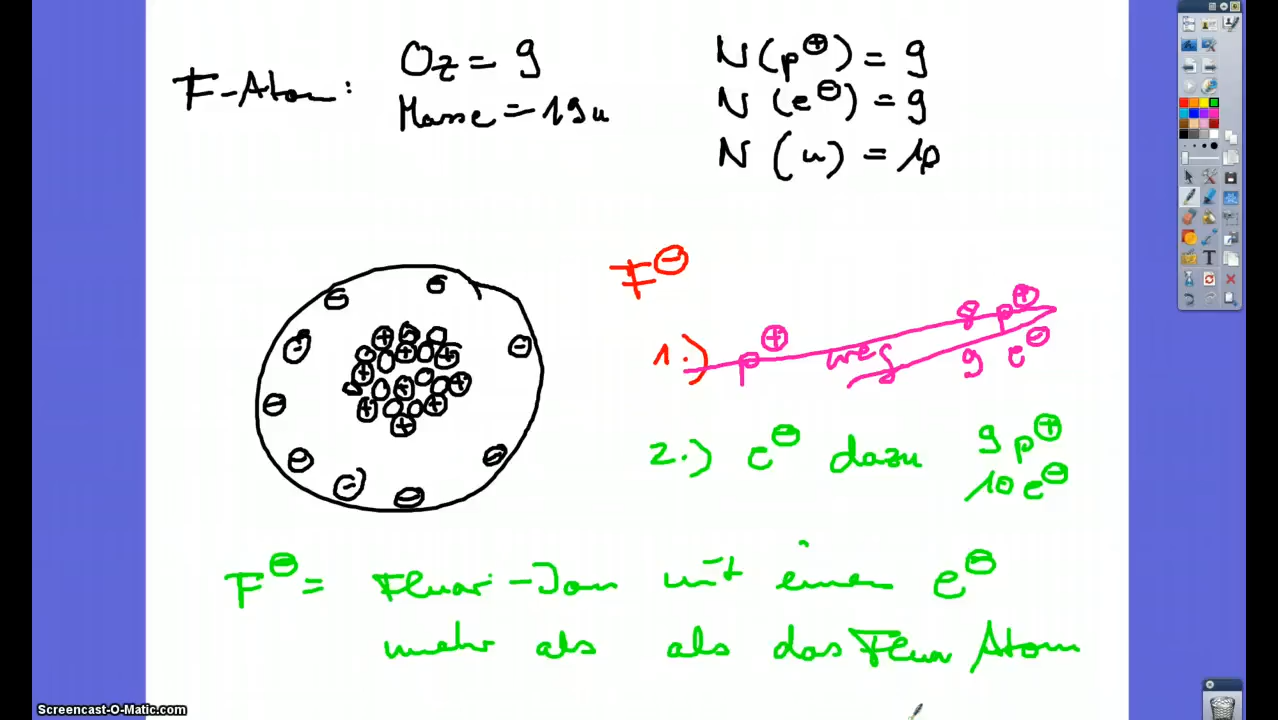 F-Atom:
Oz = 9
Masse = 19u
N(p⊕) = 9
N(e⊖) = 9
N(n) = 10
F⊖
1.) p⊕ weg 8 p⊕
9 e⊖
2.) e⊖ dazu 9 p⊕
10 e⊖
F⊖ = Fluor-Ion mit einem e⊖
mehr als als das Fluor Atom
Screencast-O-Matic.com